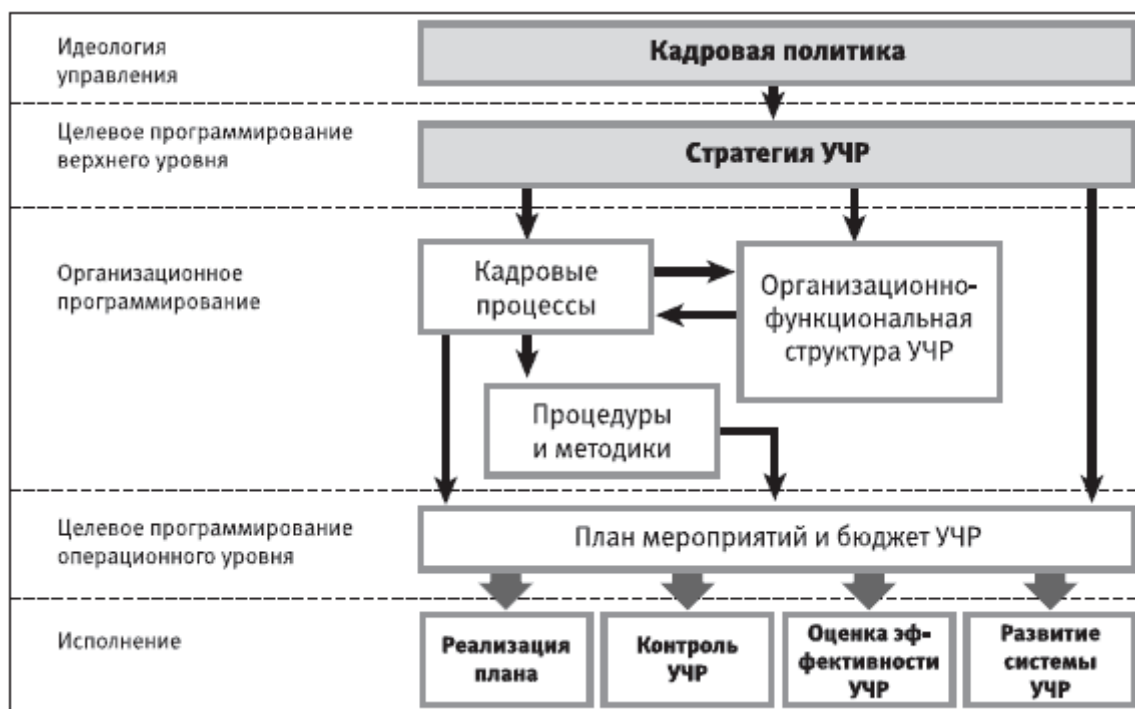 Идеология
управления
Кадровая политика
Целевое программирование
верхнего уровня
Стратегия УЧР
Организационное
программирование
Кадровые
процессы
Организационно-
функциональная
структура УЧР
Процедуры
и методики
Целевое программирование
операционного уровня
План мероприятий и бюджет УЧР
Исполнение
Реализация
плана
Контроль
УЧР
Оценка эф-
фективности
УЧР
Развитие
системы
УЧР